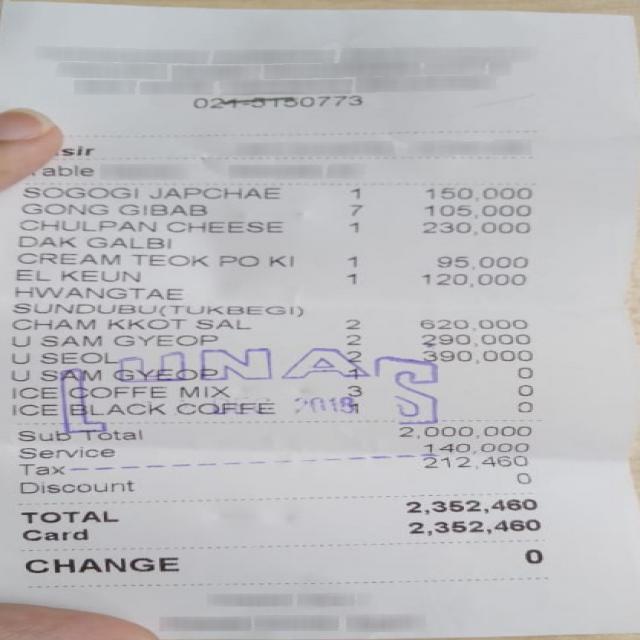 021-5150773
sir
Table
SOGOGI JAPCHAE 1 150,000
GONG GIBAB 7 105,000
CHULPAN CHEESE 1 230,000
DAK GALBI
CREAM TEOK PO KI 1 95,000
EL KEUN 1 120,000
HWANGTAE
SUNDUBU(TUKBEGI)
CHAM KKOT SAL 2 620,000
U SAM GYEOP 2 290,000
U SEOL 2 390,000
U SAM GYEOP 1 0
ICE COFFE MIX 3 0
ICE BLACK COFFE 1 0
LUNAS
2018
Sub Total 2,000,000
Service 140,000
Tax 212,460
Discount 0
TOTAL 2,352,460
Card 2,352,460
CHANGE 0